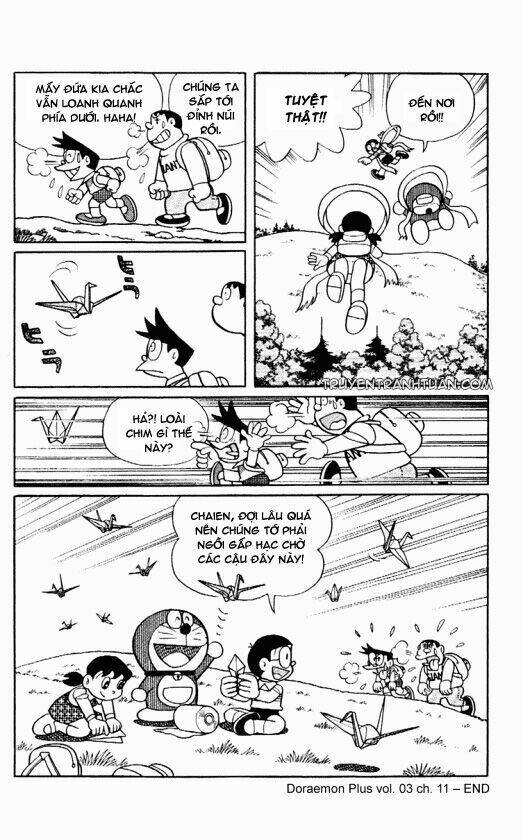 MẤY ĐỨA KIA CHẮC
VẪN LOANH QUANH
PHÍA DƯỚI. HAHA!
CHÚNG TA
SẮP TỚI
ĐỈNH NÚI
RỒI.
TUYỆT
THẬT!!
ĐẾN NƠI
RỒI!!
TRUYENTRANHTUAN.COM
HẢ?! LOÀI
CHIM GÌ THẾ
NÀY?
CHAIEN, ĐỢI LÂU QUÁ
NÊN CHÚNG TỚ PHẢI
NGỒI GẤP HẠC CHỜ
CÁC CẬU ĐÂY NÀY!
Doraemon Plus vol. 03 ch. 11 – END